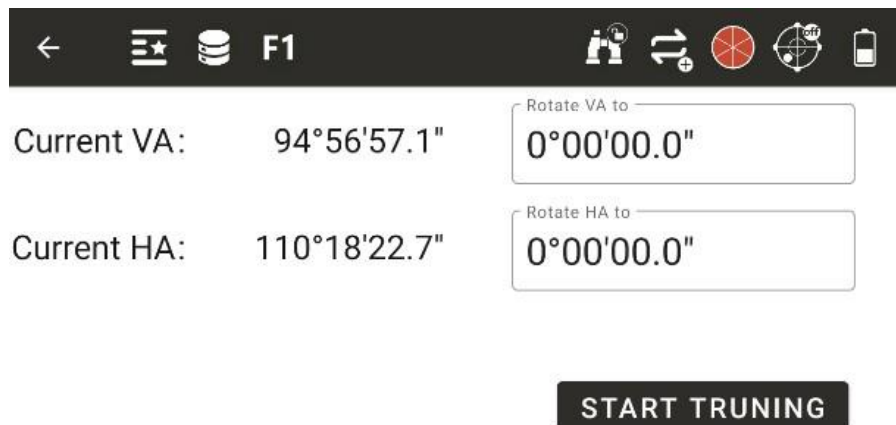 F1
off
Rotate VA to
Current VA: 94°56'57.1" 0°00'00.0"
Rotate HA to
Current HA: 110°18'22.7" 0°00'00.0"
START TRUNING